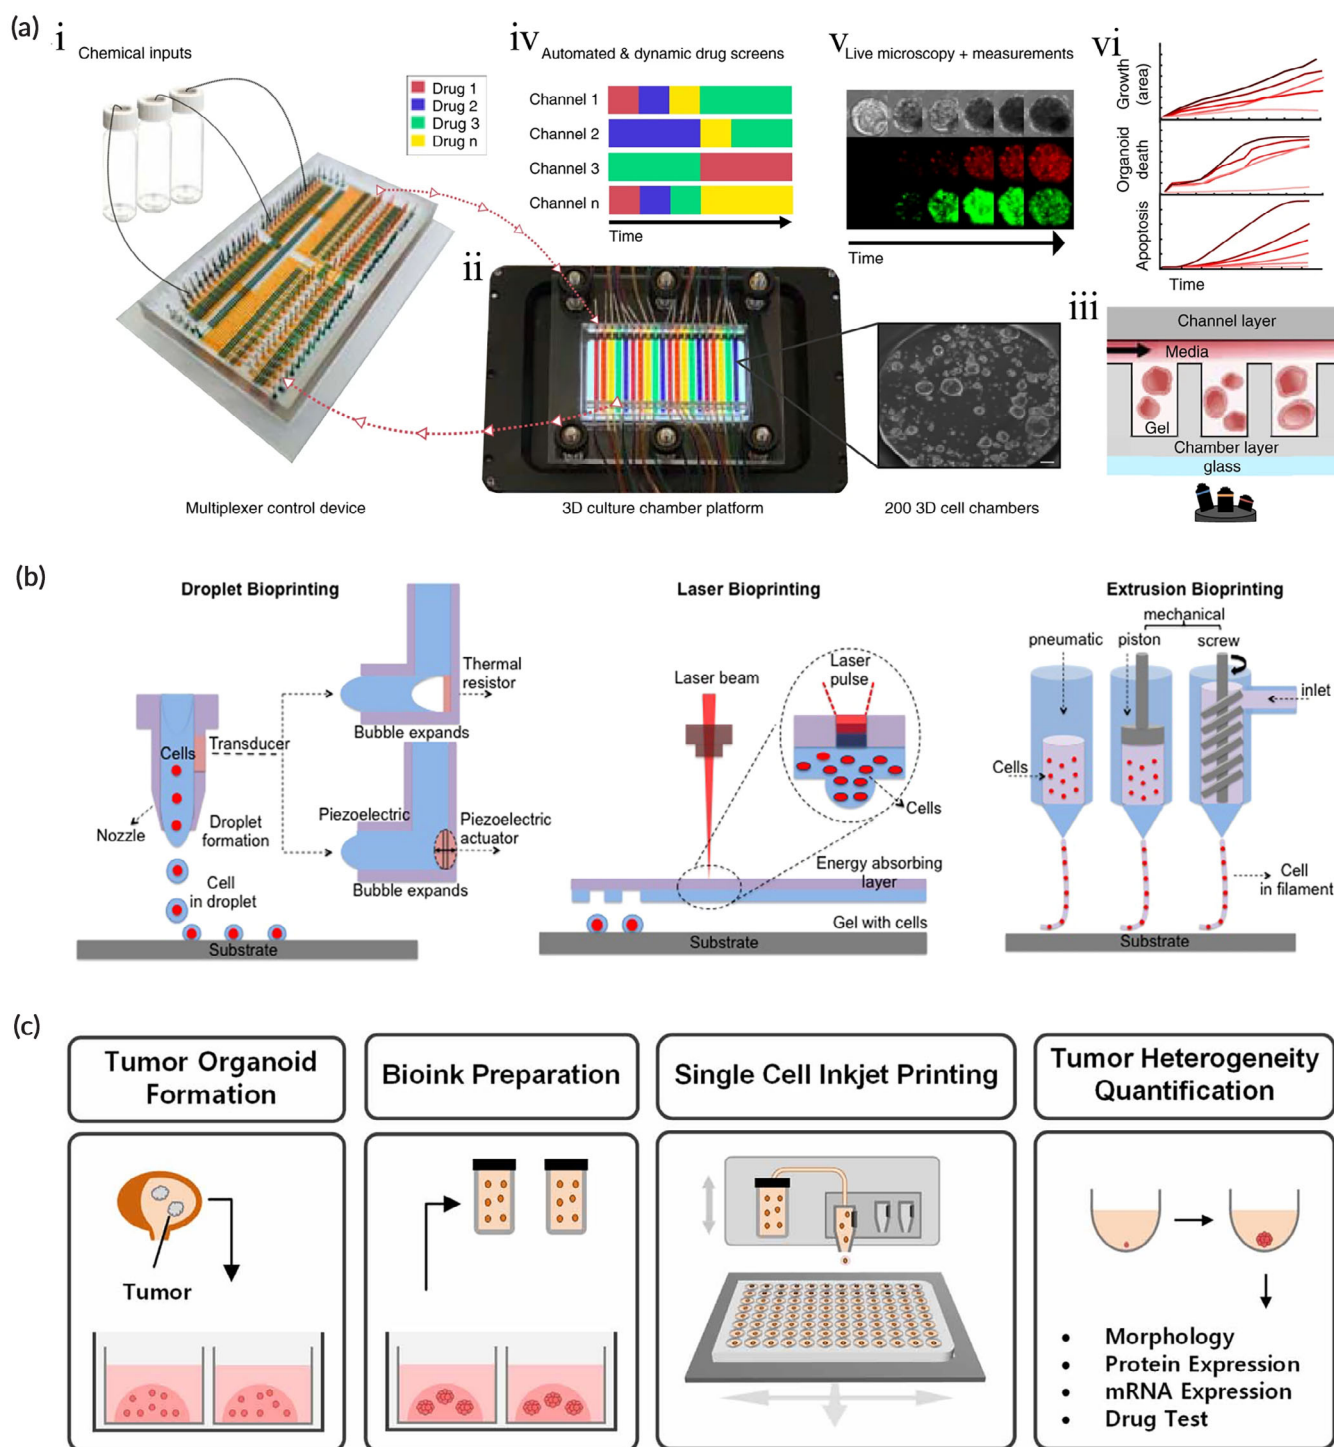 (a)
i
Chemical inputs
Drug 1
Drug 2
Drug 3
Drug n
iv
Automated & dynamic drug screens
Channel 1
Channel 2
Channel 3
Channel n
Time
v
Live microscopy + measurements
Time
vi
Growth
(area)
Organoid
death
Apoptosis
Time
ii
iii
Channel layer
Media
Gel
Chamber layer
glass
Multiplexer control device
3D culture chamber platform
200 3D cell chambers
(b)
Droplet Bioprinting
Thermal
resistor
Bubble expands
Cells
Transducer
Nozzle
Droplet
formation
Piezoelectric
Piezoelectric
actuator
Bubble expands
Cell
in droplet
Substrate
Laser Bioprinting
Laser beam
Laser
pulse
Cells
Energy absorbing
layer
Gel with cells
Substrate
Extrusion Bioprinting
mechanical
pneumatic
piston
screw
inlet
Cells
Cell
in filament
Substrate
(c)
Tumor Organoid
Formation
Tumor
Bioink Preparation
Single Cell Inkjet Printing
Tumor Heterogeneity
Quantification
• Morphology
• Protein Expression
• mRNA Expression
• Drug Test